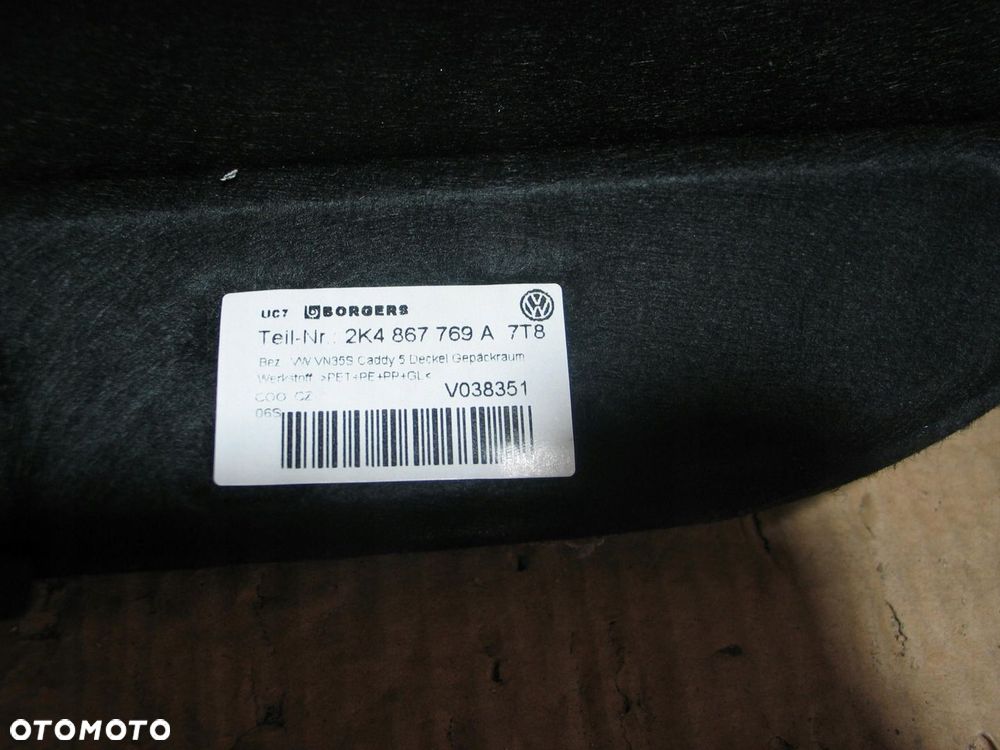 UC7 BORGERS
Teil-Nr.: 2K4 867 769 A 7T8
Bez.: VW VN35S Caddy 5 Deckel Gepäckraum
Werkstoff: >PET+PE+PP+GL<
COO: CZ V038351
06S
OTOMOTO